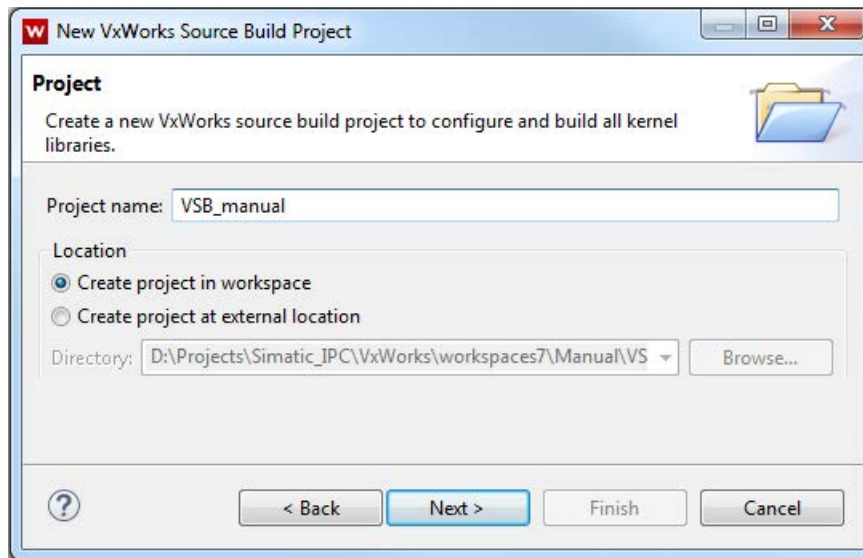 New VxWorks Source Build Project
Project
Create a new VxWorks source build project to configure and build all kernel
libraries.
Project name: VSB_manual
Location
Create project in workspace
Create project at external location
Directory: D:\Projects\Simatic_IPC\VxWorks\workspaces7\Manual\VS Browse...
? < Back Next > Finish Cancel